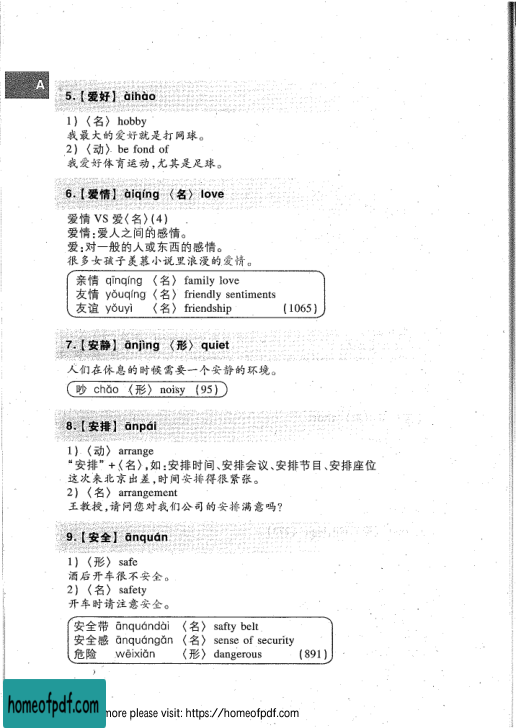 A
5.【爱好】àihào
1) 〈名〉 hobby
我最大的爱好就是打网球。
2) 〈动〉 be fond of
我爱好体育运动,尤其是足球。
6.【爱情】àiqíng 〈名〉 love
爱情 VS 爱〈名〉(4)
爱情:爱人之间的感情。
爱:对一般的人或东西的感情。
很多女孩子羡慕小说里浪漫的爱情。
亲情 qīnqíng 〈名〉 family love
友情 yǒuqíng 〈名〉 friendly sentiments
友谊 yǒuyì 〈名〉 friendship (1065)
7.【安静】ānjìng 〈形〉 quiet
人们在休息的时候需要一个安静的环境。
吵 chǎo 〈形〉 noisy (95)
8.【安排】ānpái
1) 〈动〉 arrange
“安排”+〈名〉,如:安排时间、安排会议、安排节目、安排座位
这次来北京出差,时间安排得很紧张。
2) 〈名〉 arrangement
王教授,请问您对我们公司的安排满意吗?
9.【安全】ānquán
1) 〈形〉 safe
酒后开车很不安全。
2) 〈名〉 safety
开车时请注意安全。
安全带 ānquándài 〈名〉 safty belt
安全感 ānquángǎn 〈名〉 sense of security
危险 wēixiǎn 〈形〉 dangerous (891)
homeofpdf.com
more please visit: https://homeofpdf.com